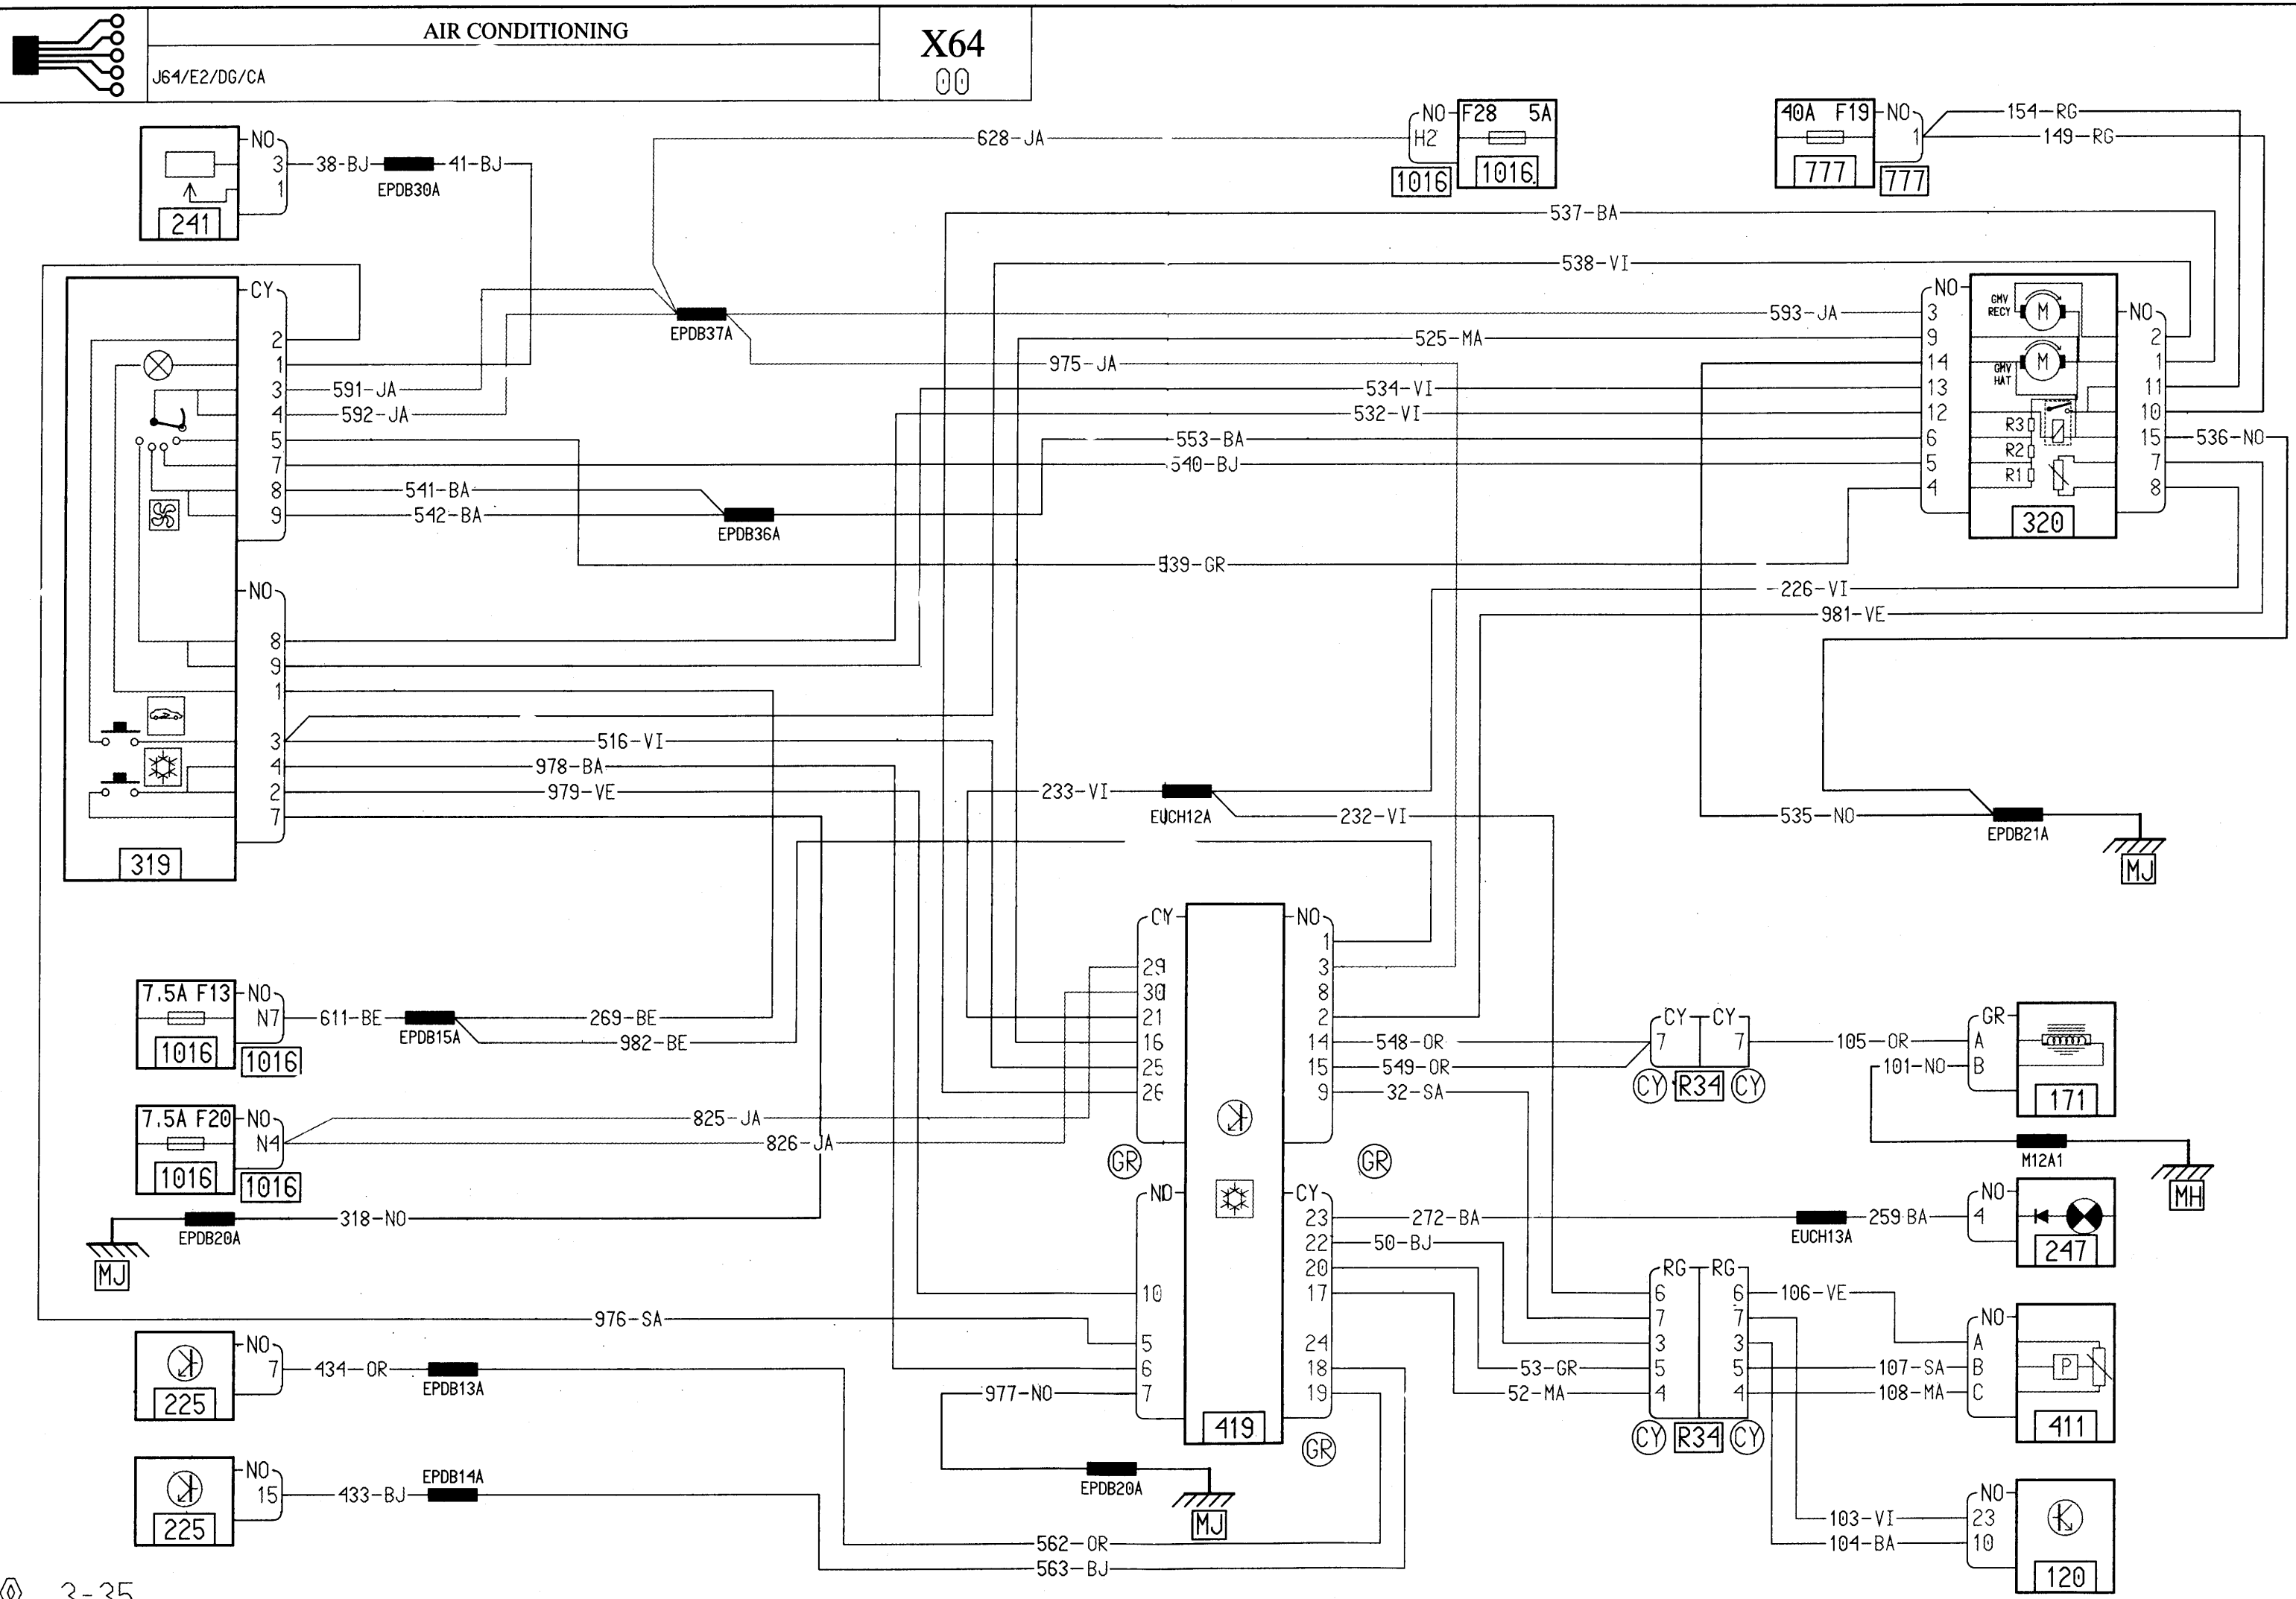 AIR CONDITIONING
J64/E2/DG/CA
X64
00
NO
3
1
38-BJ
41-BJ
EPDB30A
241
628-JA
NO
H2
F28 5A
1016
1016
40A F19
NO
1
777
777
154-RG
149-RG
537-BA
538-VI
CY
2
1
3
4
5
7
8
9
591-JA
592-JA
EPDB37A
593-JA
525-MA
975-JA
534-VI
532-VI
553-BA
540-BJ
541-BA
542-BA
EPDB36A
539-GR
NO
3
9
14
13
12
6
5
4
GMV RECY
M
GMV HAT
M
R3
R2
R1
320
NO
2
1
11
10
15
7
8
536-NO
226-VI
981-VE
NO
8
9
1
3
4
2
7
319
516-VI
978-BA
979-VE
233-VI
EUCH12A
232-VI
535-NO
EPDB21A
MJ
7.5A F13
NO
N7
1016
1016
611-BE
EPDB15A
269-BE
982-BE
7.5A F20
NO
N4
1016
1016
825-JA
826-JA
318-NO
EPDB20A
MJ
976-SA
NO
7
225
434-OR
EPDB13A
NO
15
225
433-BJ
EPDB14A
CY
29
30
21
16
25
26
GR
NO
10
5
6
7
977-NO
EPDB20A
MJ
419
NO
1
3
8
2
14
15
9
GR
CY
23
22
20
17
24
18
19
GR
548-OR
549-OR
32-SA
272-BA
50-BJ
53-GR
52-MA
562-OR
563-BJ
CY CY
7 7
CY R34 CY
105-OR
101-NO
GR
A
B
171
M12A1
MH
EUCH13A
259 BA
NO
4
247
RG RG
6 6
7 7
3 3
5 5
4 4
CY R34 CY
106-VE
107-SA
108-MA
NO
A
B
C
P
411
103-VI
104-BA
NO
23
10
120
3-35